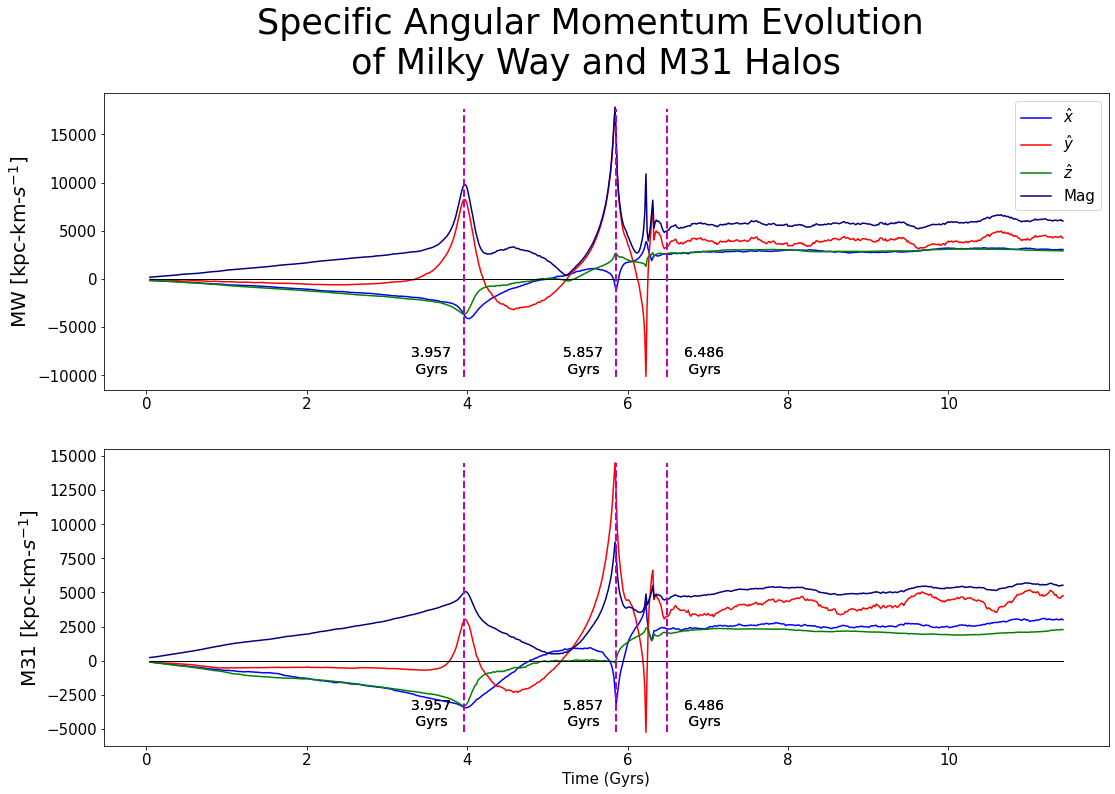 Specific Angular Momentum Evolution
of Milky Way and M31 Halos
MW [kpc-km-$s^{-1}$]
15000
10000
5000
0
−5000
−10000
$\hat{x}$
$\hat{y}$
$\hat{z}$
Mag
3.957
Gyrs
5.857
Gyrs
6.486
Gyrs
0 2 4 6 8 10
M31 [kpc-km-$s^{-1}$]
15000
12500
10000
7500
5000
2500
0
−2500
−5000
3.957
Gyrs
5.857
Gyrs
6.486
Gyrs
0 2 4 6 8 10
Time (Gyrs)